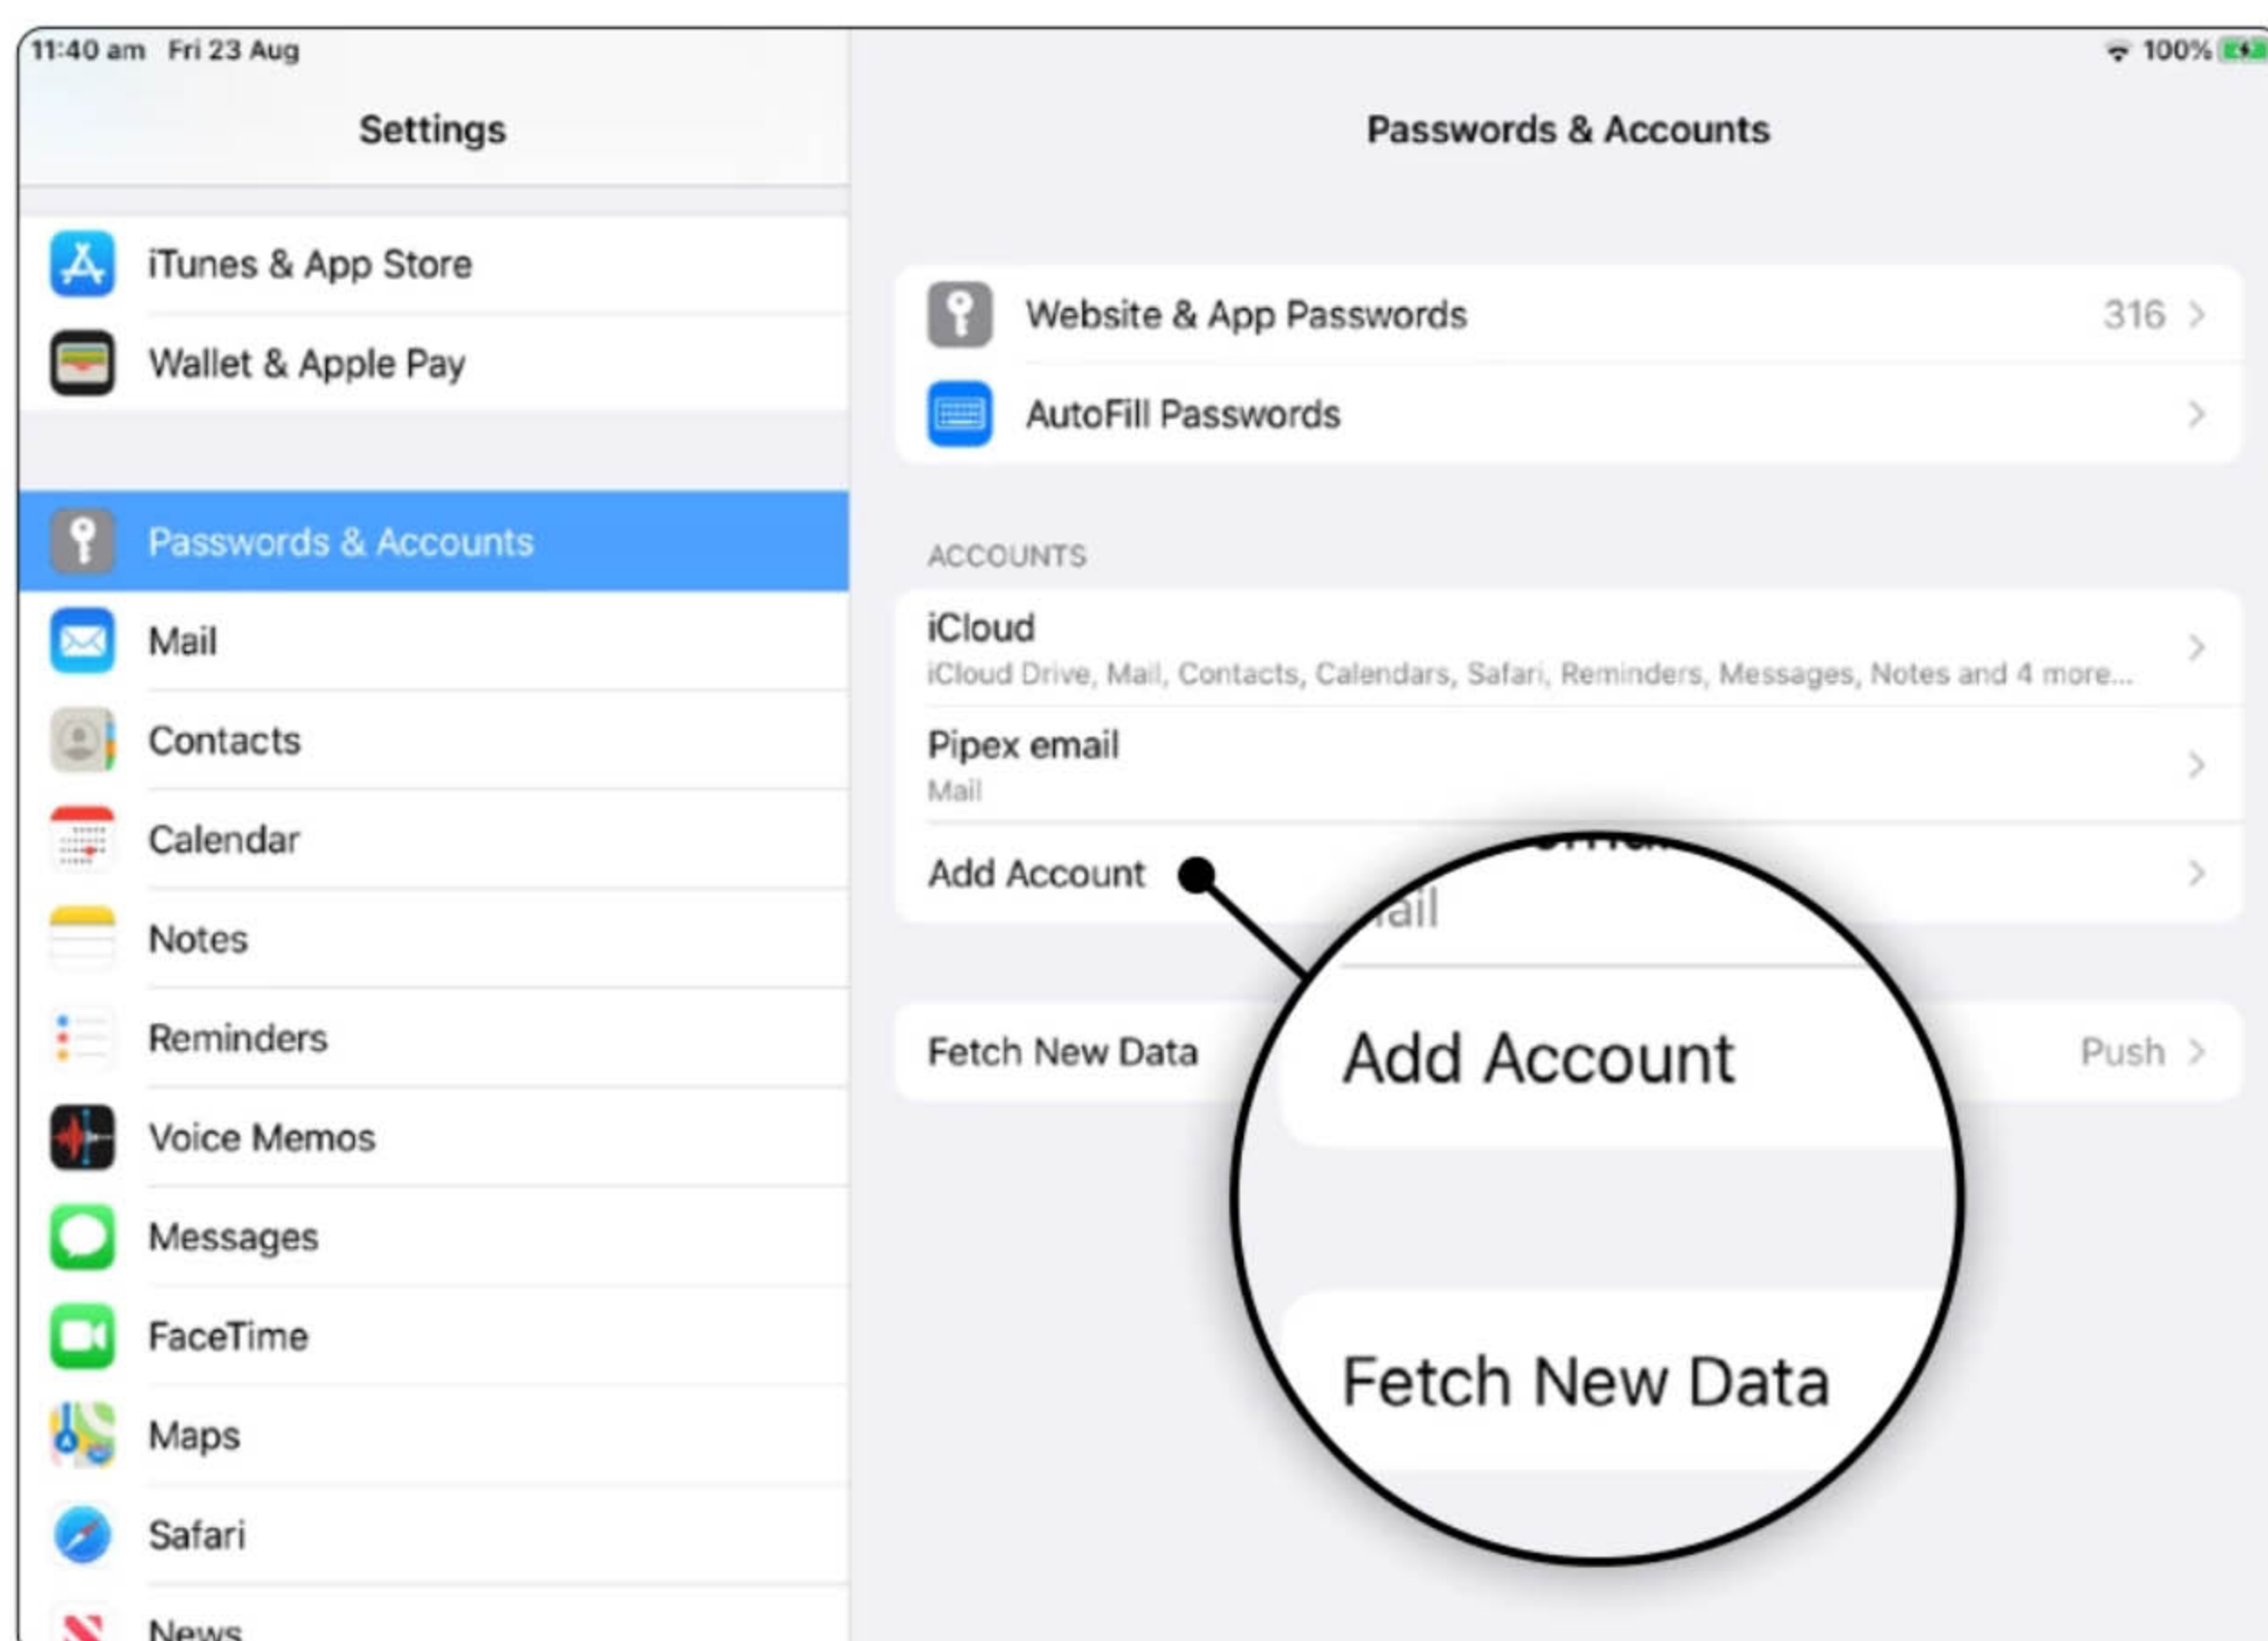 11:40 am Fri 23 Aug
100%
Settings
iTunes & App Store
Wallet & Apple Pay
Passwords & Accounts
Mail
Contacts
Calendar
Notes
Reminders
Voice Memos
Messages
FaceTime
Maps
Safari
News
Passwords & Accounts
Website & App Passwords 316
AutoFill Passwords
ACCOUNTS
iCloud
iCloud Drive, Mail, Contacts, Calendars, Safari, Reminders, Messages, Notes and 4 more...
Pipex email
Mail
Add Account
Fetch New Data Push
ail
Add Account
Fetch New Data